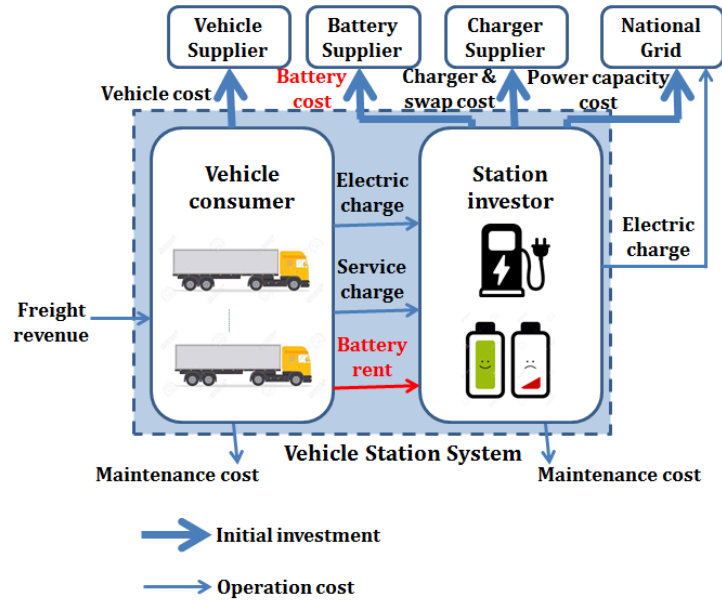 Vehicle
Supplier
Battery
Supplier
Charger
Supplier
National
Grid
Vehicle cost
Battery
cost
Charger &
swap cost
Power capacity
cost
Vehicle
consumer
Electric
charge
Station
investor
Electric
charge
Service
charge
Freight
revenue
Battery
rent
Vehicle Station System
Maintenance cost
Maintenance cost
Initial investment
Operation cost